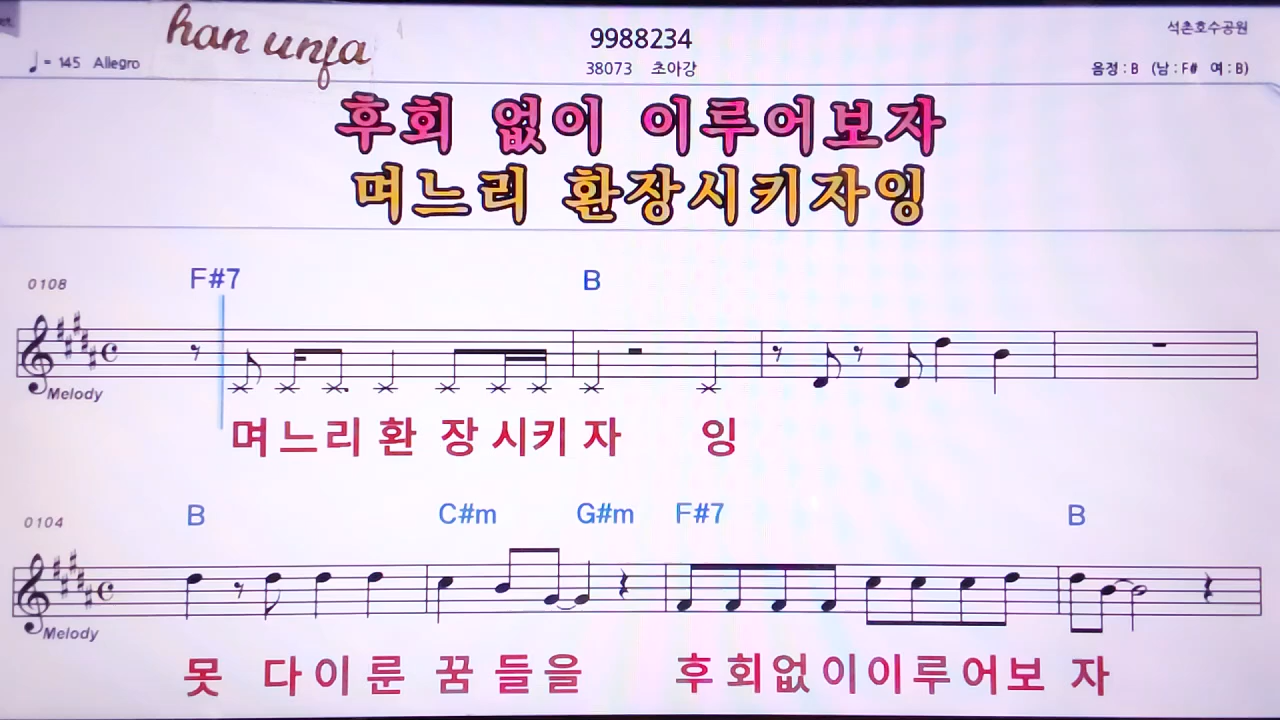 et.
han unfa
9988234
석촌호수공원
♩= 145 Allegro
38073 초아강
음정 : B (남 : F# 여 : B)
후회 없이 이루어보자
며느리 환장시키자잉
0108
F#7 B
Melody
며느리 환 장 시키 자 잉
0104
B C#m G#m F#7 B
Melody
못 다이룬 꿈 들을 후회없이이루어보 자